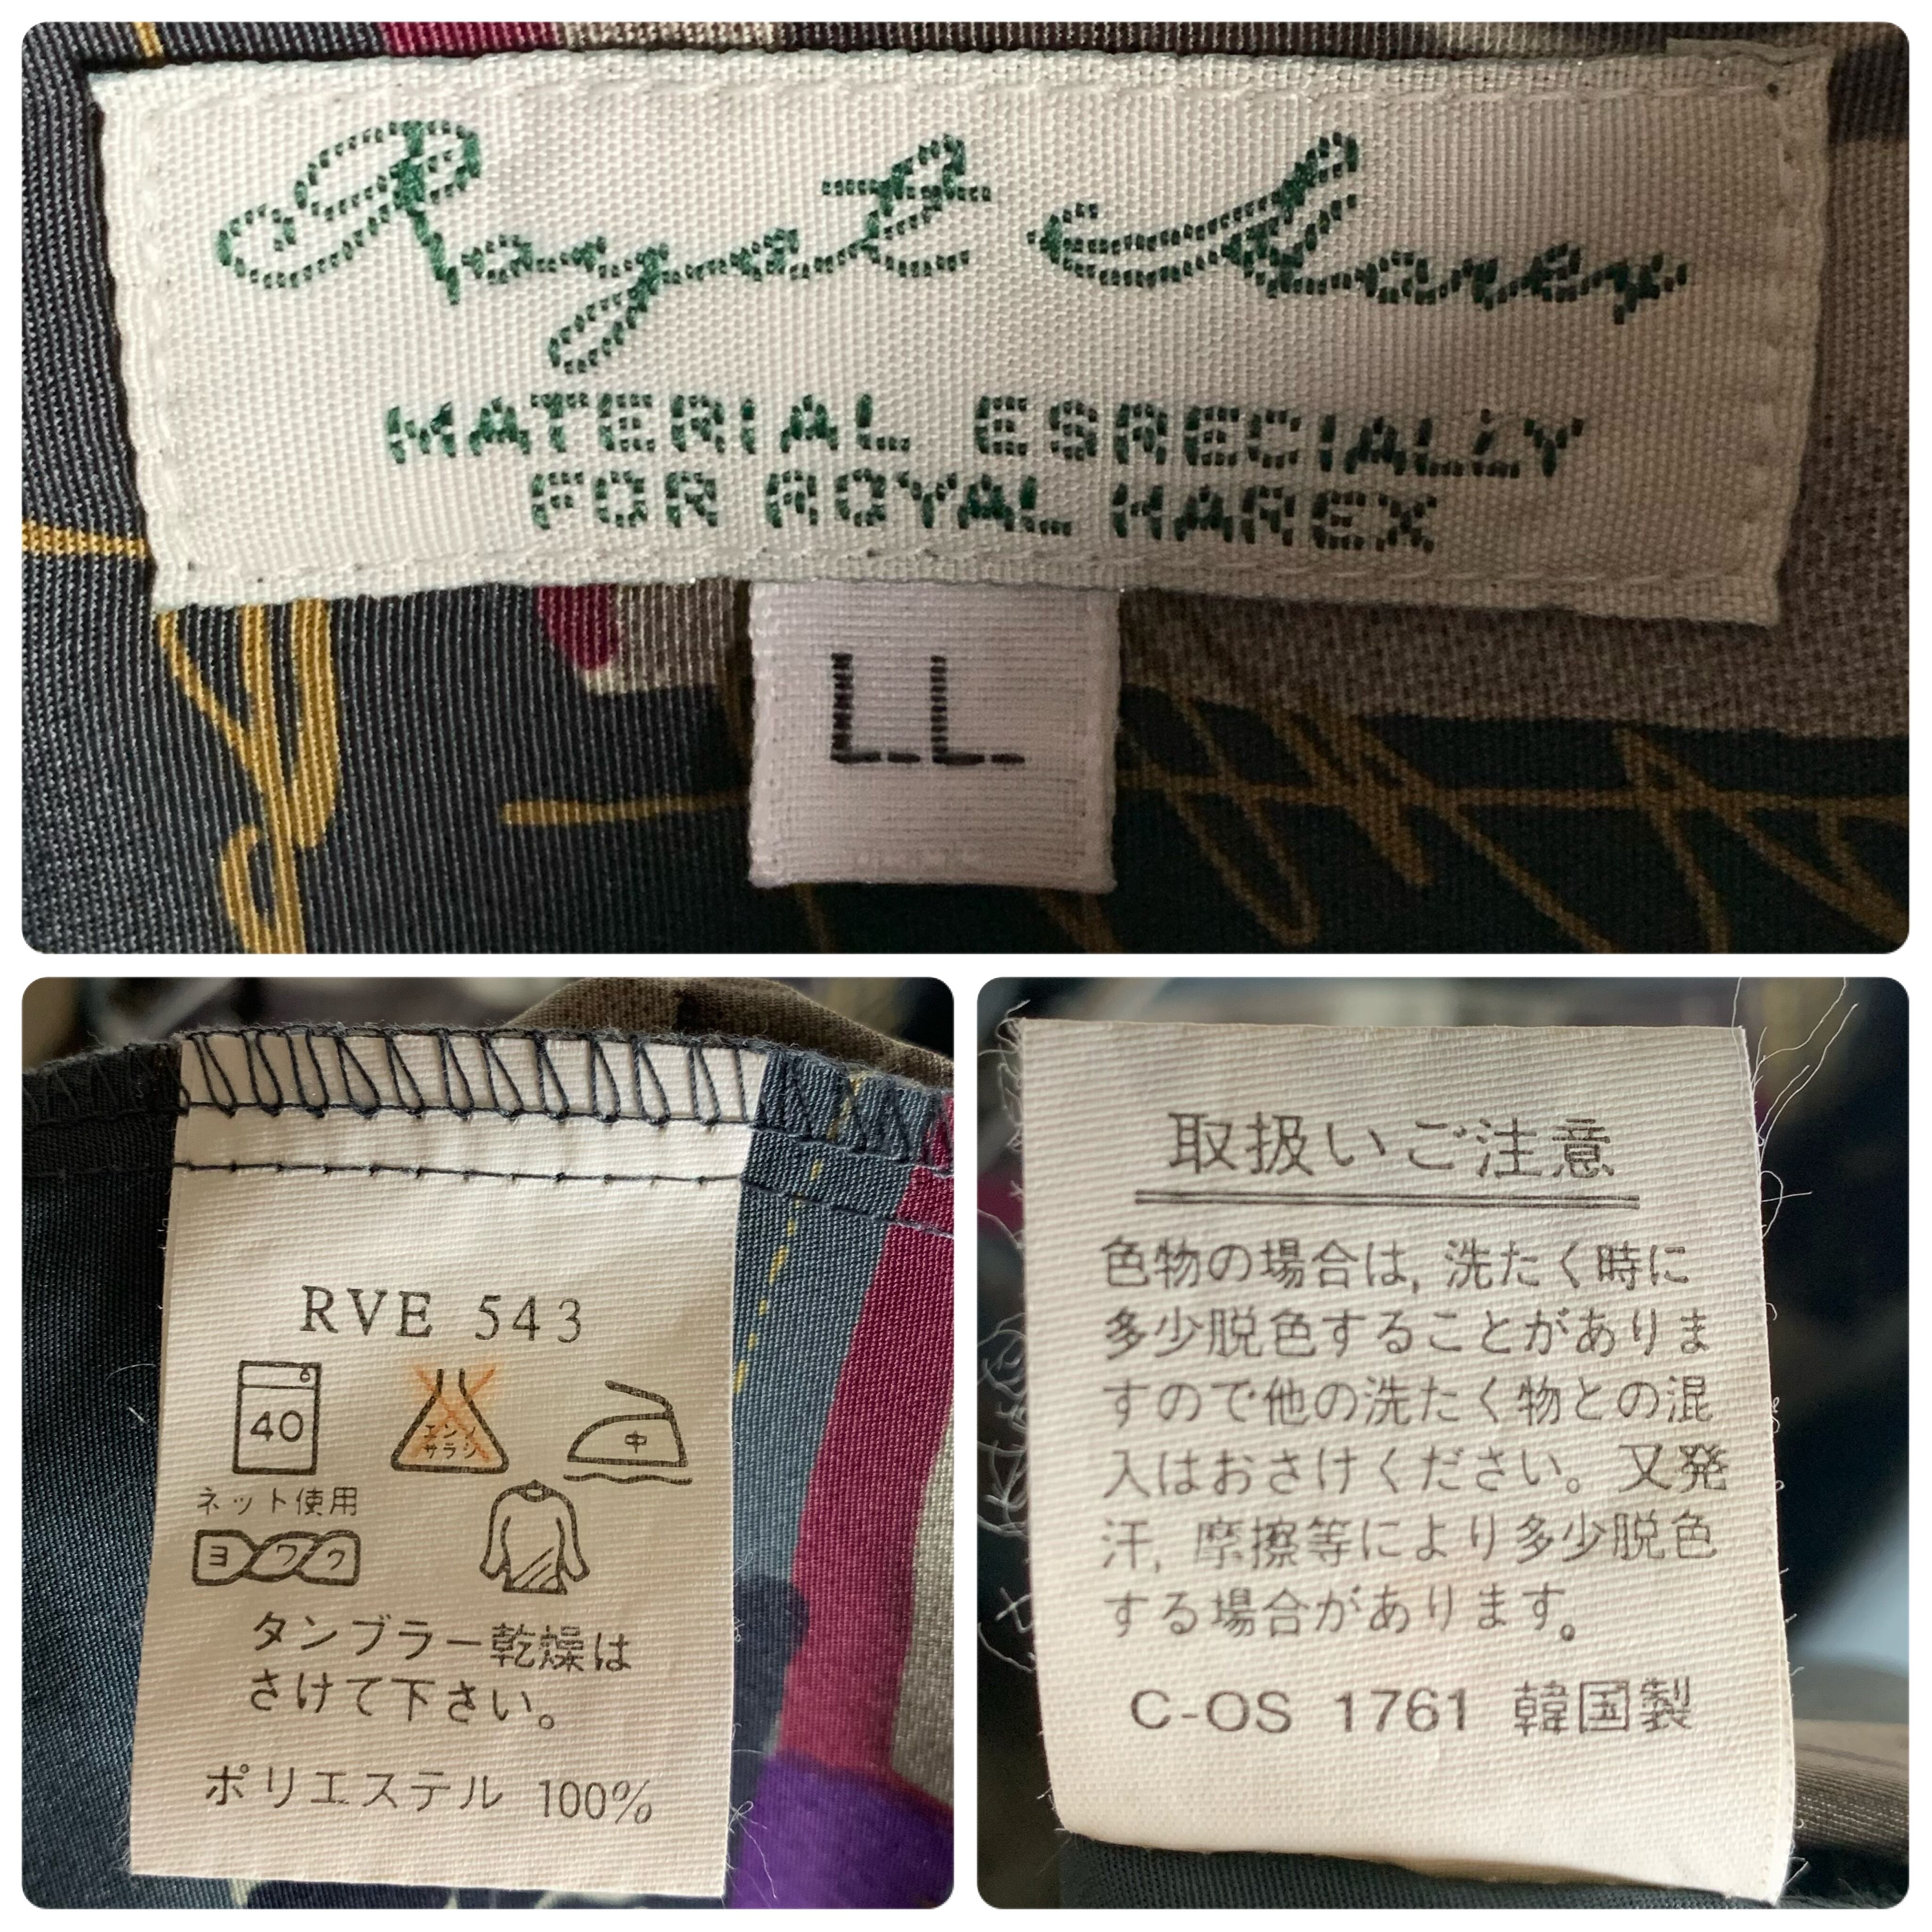 Royal Marex
MATERIAL ESRECIALLY
FOR ROYAL MAREX
LL
RVE 543
40
エンソ
サラシ
中
ネット使用
ヨワク
タンブラー乾燥は
さけて下さい。
ポリエステル 100%
取扱いご注意
色物の場合は, 洗たく時に
多少脱色することがありま
すので他の洗たく物との混
入はおさけください。又発
汗, 摩擦等により多少脱色
する場合があります。
C-OS 1761 韓国製